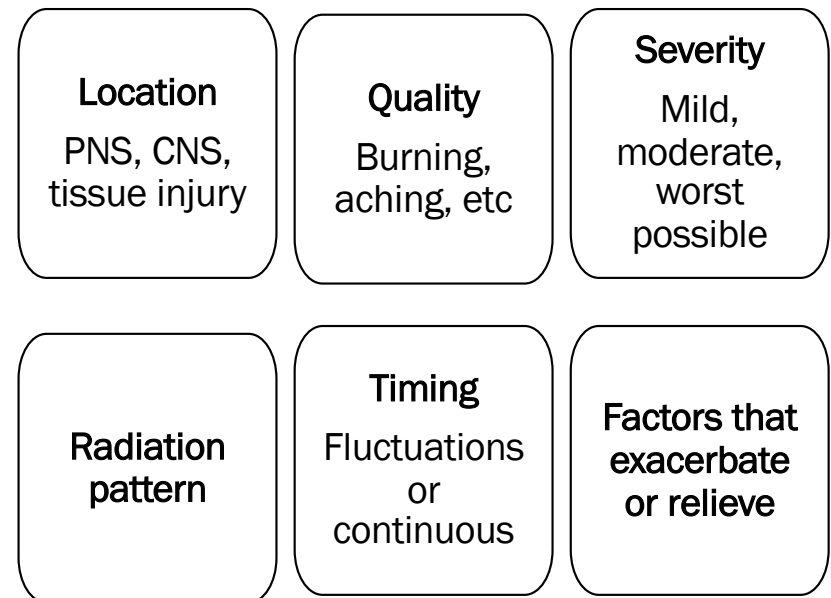 Location
PNS, CNS,
tissue injury
Quality
Burning,
aching, etc
Severity
Mild,
moderate,
worst
possible
Radiation
pattern
Timing
Fluctuations
or
continuous
Factors that
exacerbate
or relieve